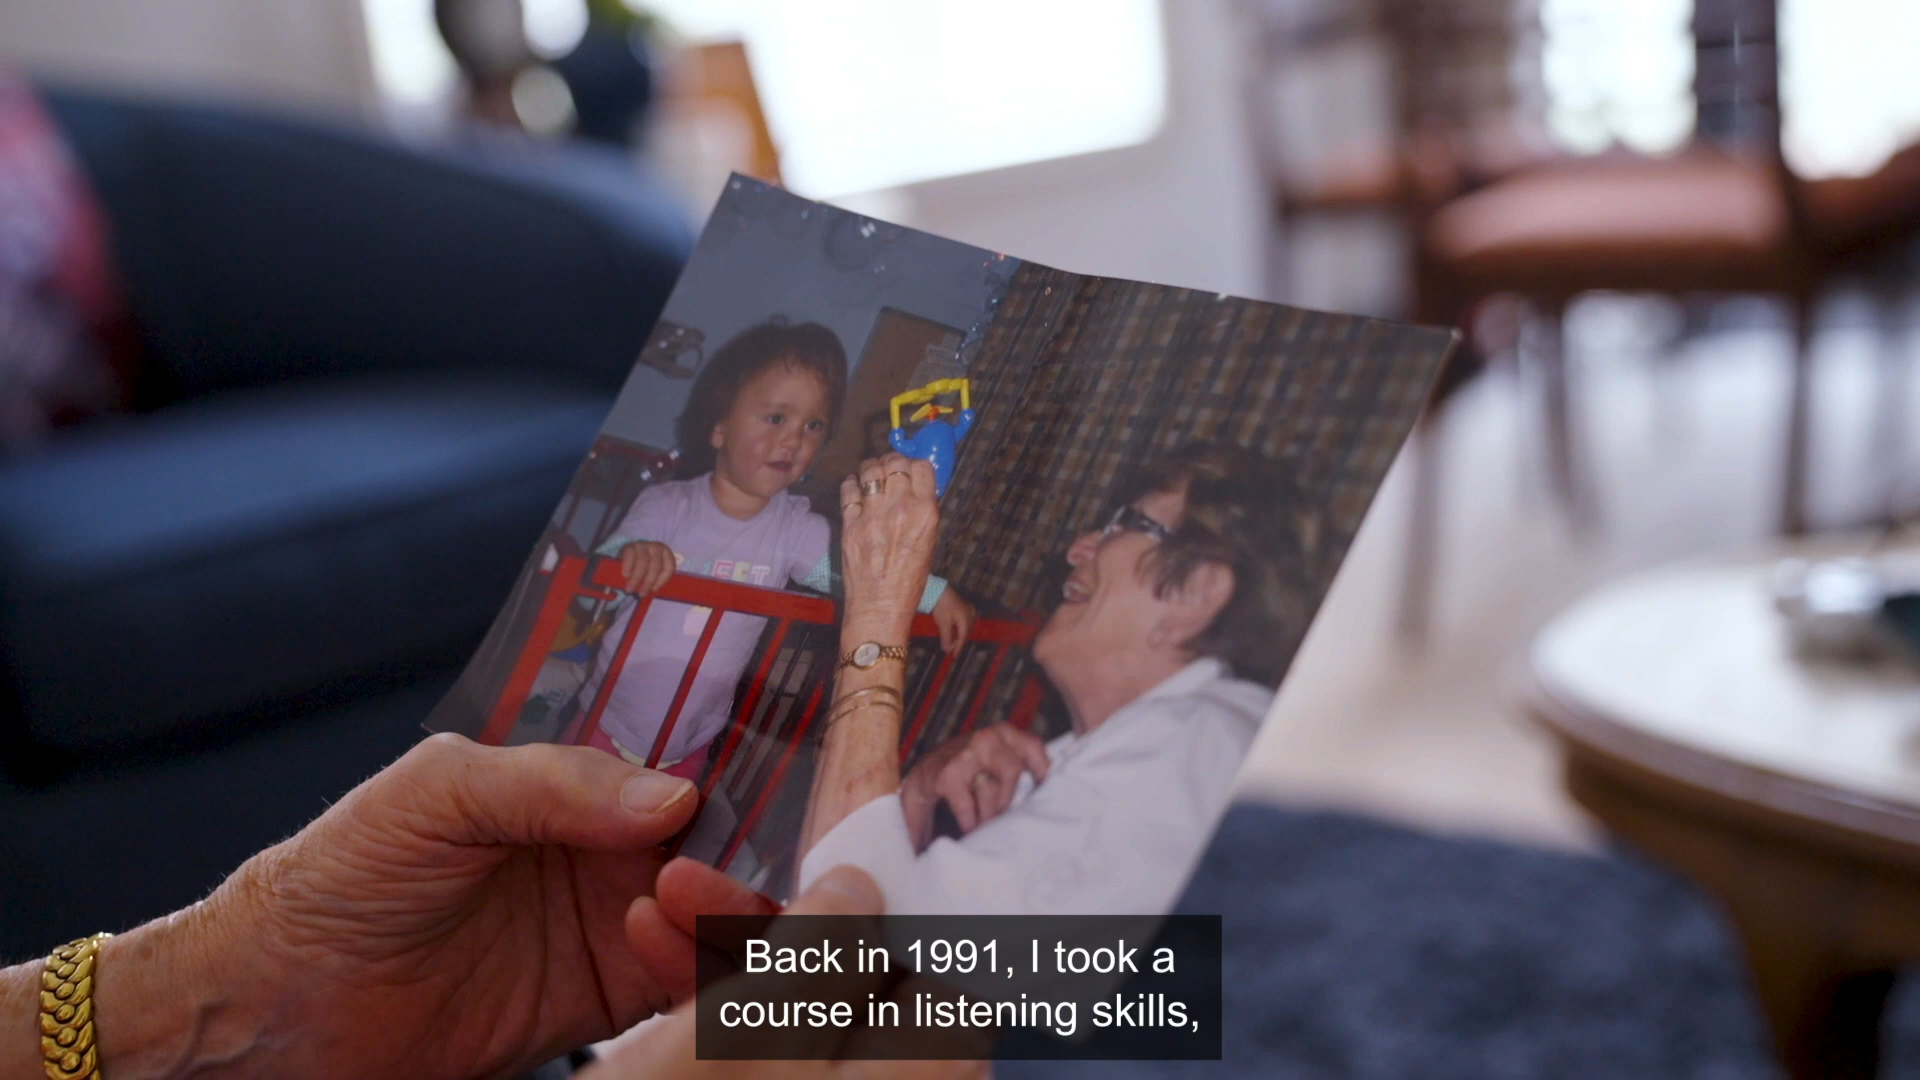 Back in 1991, I took a
course in listening skills,